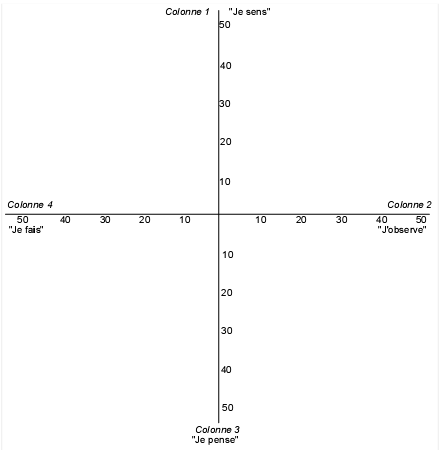 Colonne 1 "Je sens"
50
40
30
20
10
Colonne 4 Colonne 2
50 40 30 20 10 10 20 30 40 50
"Je fais" "J'observe"
10
20
30
40
50
Colonne 3
"Je pense"